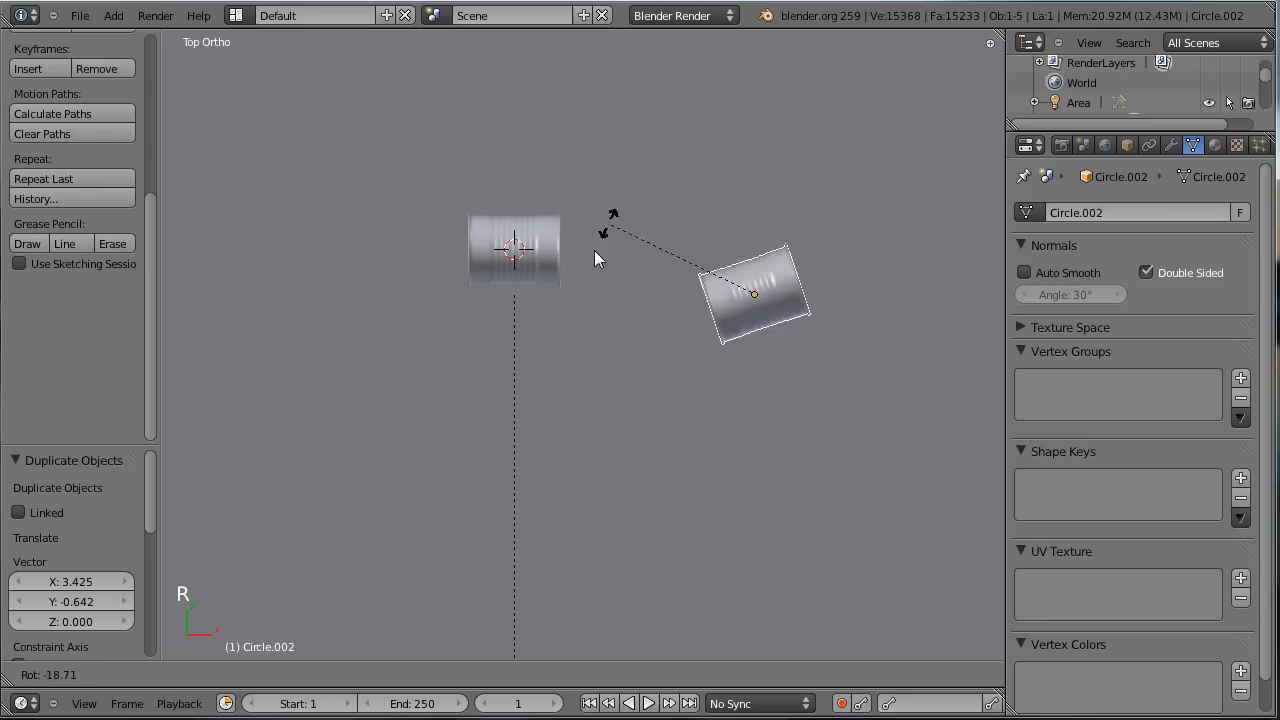 File Add Render Help Default Scene Blender Render blender.org 259 | Ve:15368 | Fa:15233 | Ob:1-5 | La:1 | Mem:20.92M (12.43M) | Circle.002
Keyframes:
Insert Remove
Motion Paths:
Calculate Paths
Clear Paths
Repeat:
Repeat Last
History...
Grease Pencil:
Draw Line Erase
Use Sketching Sessio
Duplicate Objects
Duplicate Objects
Linked
Translate
Vector
X: 3.425
Y: -0.642
Z: 0.000
Constraint Axis
Top Ortho
R
x
(1) Circle.002
Rot: -18.71
View Search All Scenes
RenderLayers |
World
Area |
Circle.002 Circle.002
Circle.002 F
Normals
Auto Smooth Double Sided
Angle: 30°
Texture Space
Vertex Groups
Shape Keys
UV Texture
Vertex Colors
View Frame Playback Start: 1 End: 250 1 No Sync